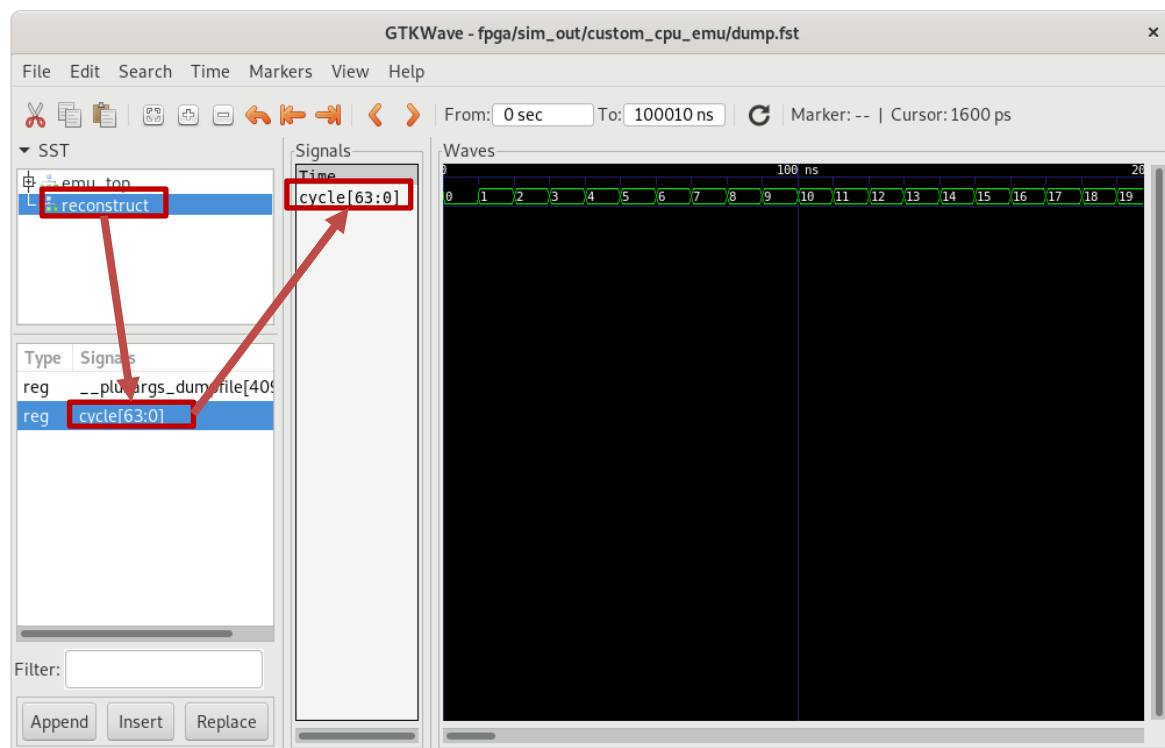 GTKWave - fpga/sim_out/custom_cpu_emu/dump.fst
File Edit Search Time Markers View Help
From: 0 sec To: 100010 ns Marker: -- | Cursor: 1600 ps
SST
emu_top
reconstruct
Type Signals
reg
reg cycle[63:0]
Filter:
Append Insert Replace
Signals
Time
cycle[63:0]
Waves
0 100 ns 20
0 1 2 3 4 5 6 7 8 9 10 11 12 13 14 15 16 17 18 19